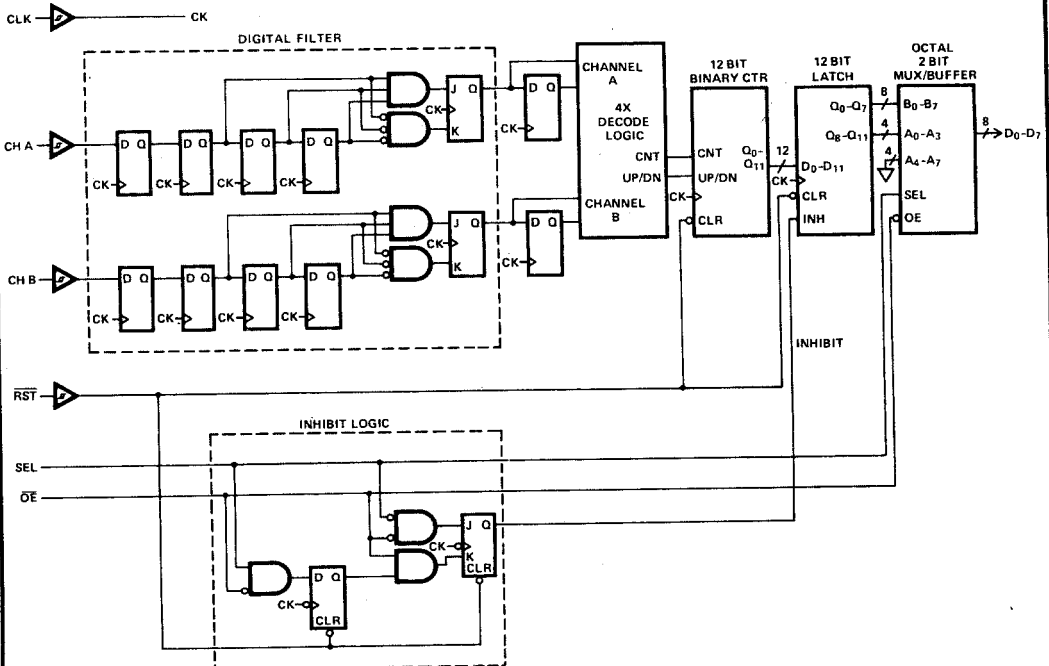 CLK
CK
DIGITAL FILTER
CH A
D Q
CK
D Q
CK
D Q
CK
D Q
CK
J Q
CK
K
D Q
CK
CH B
D Q
CK
D Q
CK
D Q
CK
D Q
CK
J Q
CK
K
D Q
CK
CHANNEL
A
4X
DECODE
LOGIC
CNT
UP/DN
CHANNEL
B
12 BIT
BINARY CTR
CNT
UP/DN
CK
CLR
Q0-
Q11
12
12 BIT
LATCH
Q0-Q7
Q8-Q11
D0-D11
CK
CLR
INH
8
4
4
OCTAL
2 BIT
MUX/BUFFER
B0-B7
A0-A3
A4-A7
SEL
OE
8
D0-D7
INHIBIT
R̅S̅T̅
INHIBIT LOGIC
SEL
O̅E̅
D Q
CK
CLR
J Q
CK
K
CLR